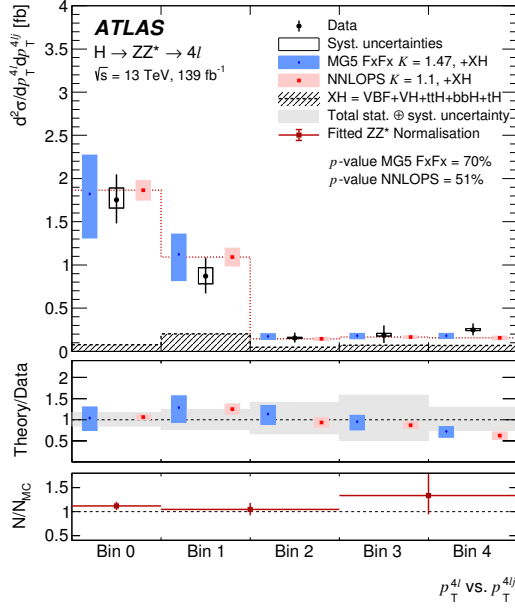 ATLAS
H → ZZ* → 4l
√s = 13 TeV, 139 fb⁻¹
Data
Syst. uncertainties
MG5 FxFx K = 1.47, +XH
NNLOPS K = 1.1, +XH
XH = VBF+VH+ttH+bbH+tH
Total stat. ⊕ syst. uncertainty
Fitted ZZ* Normalisation
p-value MG5 FxFx = 70%
p-value NNLOPS = 51%
d²σ/dp_T^{4l}dp_T^{4lj} [fb]
4
3.5
3
2.5
2
1.5
1
0.5
0
Theory/Data
2
1.5
1
0.5
N/N_MC
1.5
1
0.5
Bin 0 Bin 1 Bin 2 Bin 3 Bin 4
p_T^{4l} vs. p_T^{4lj}